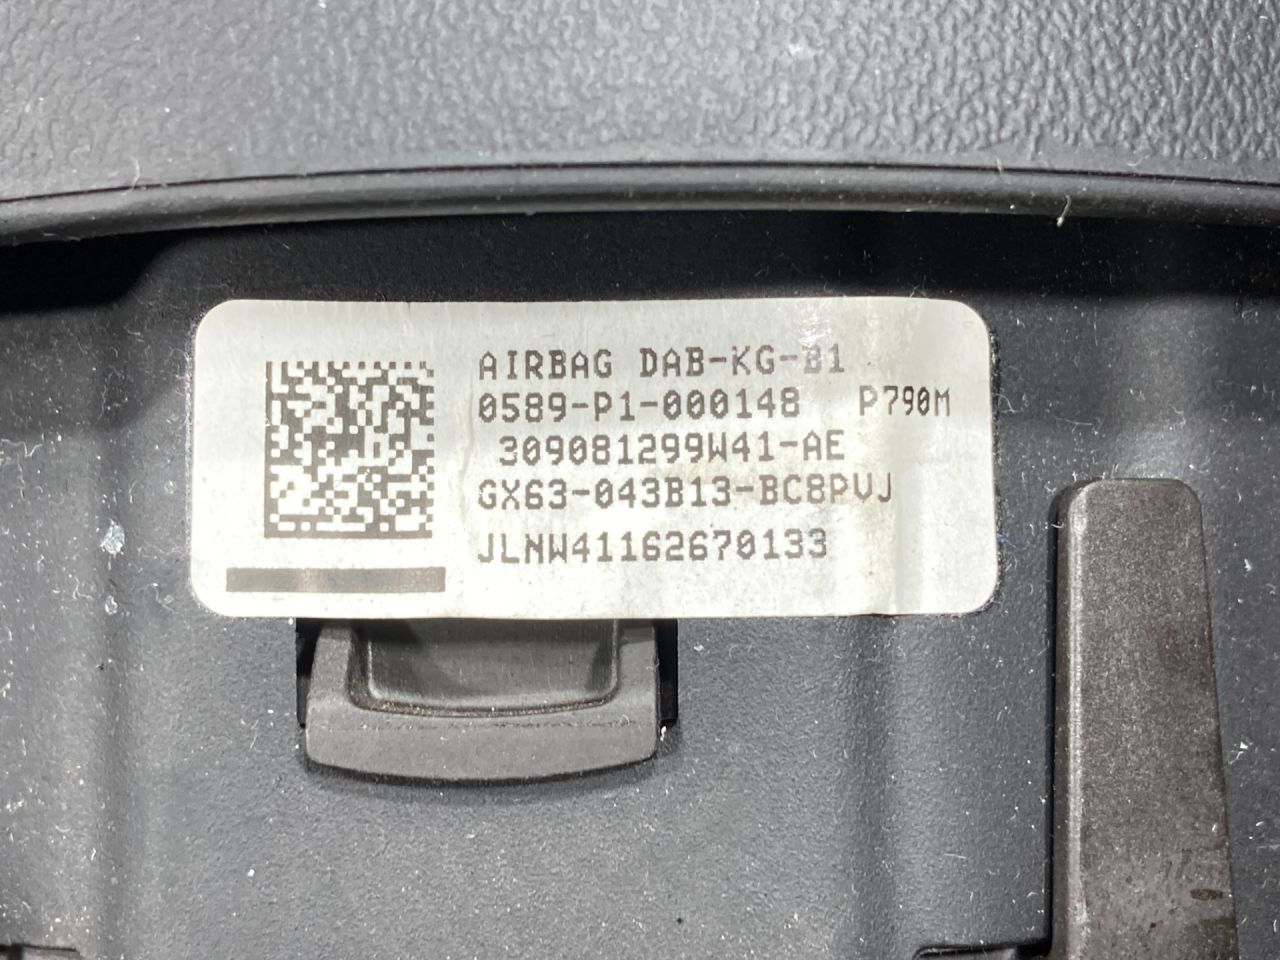 AIRBAG DAB-KG-B1
0589-P1-000148 P790M
309081299W41-AE
GX63-043B13-BC8PVJ
JLNW41162670133